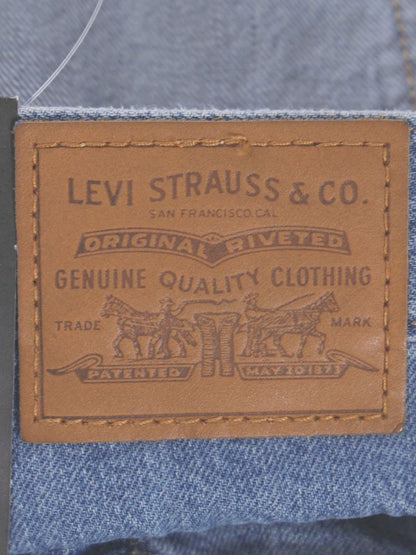 LEVI STRAUSS & CO.
SAN FRANCISCO, CAL
ORIGINAL RIVETED
GENUINE QUALITY CLOTHING
TRADE MARK
PATENTED MAY 20 1873